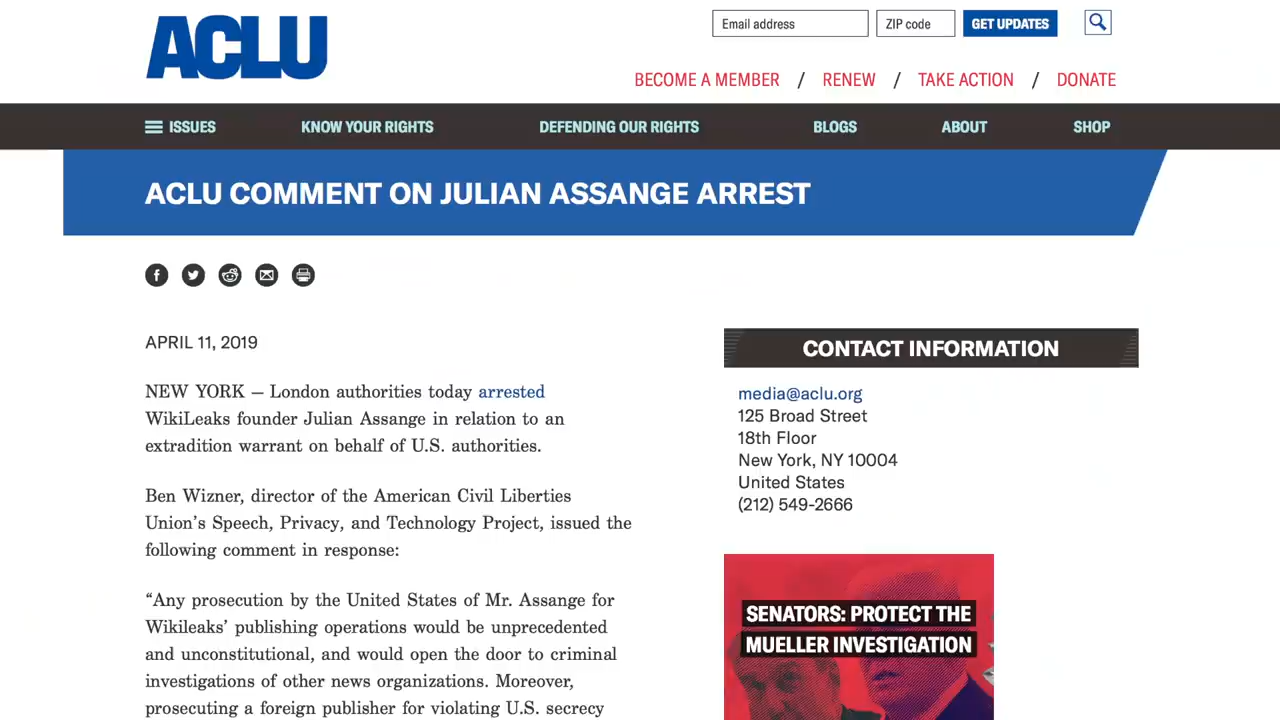 ACLU
Email address
ZIP code
GET UPDATES
BECOME A MEMBER / RENEW / TAKE ACTION / DONATE
ISSUES
KNOW YOUR RIGHTS
DEFENDING OUR RIGHTS
BLOGS
ABOUT
SHOP
ACLU COMMENT ON JULIAN ASSANGE ARREST
APRIL 11, 2019
NEW YORK — London authorities today arrested
WikiLeaks founder Julian Assange in relation to an
extradition warrant on behalf of U.S. authorities.
Ben Wizner, director of the American Civil Liberties
Union’s Speech, Privacy, and Technology Project, issued the
following comment in response:
“Any prosecution by the United States of Mr. Assange for
Wikileaks’ publishing operations would be unprecedented
and unconstitutional, and would open the door to criminal
investigations of other news organizations. Moreover,
prosecuting a foreign publisher for violating U.S. secrecy
CONTACT INFORMATION
media@aclu.org
125 Broad Street
18th Floor
New York, NY 10004
United States
(212) 549-2666
SENATORS: PROTECT THE
MUELLER INVESTIGATION